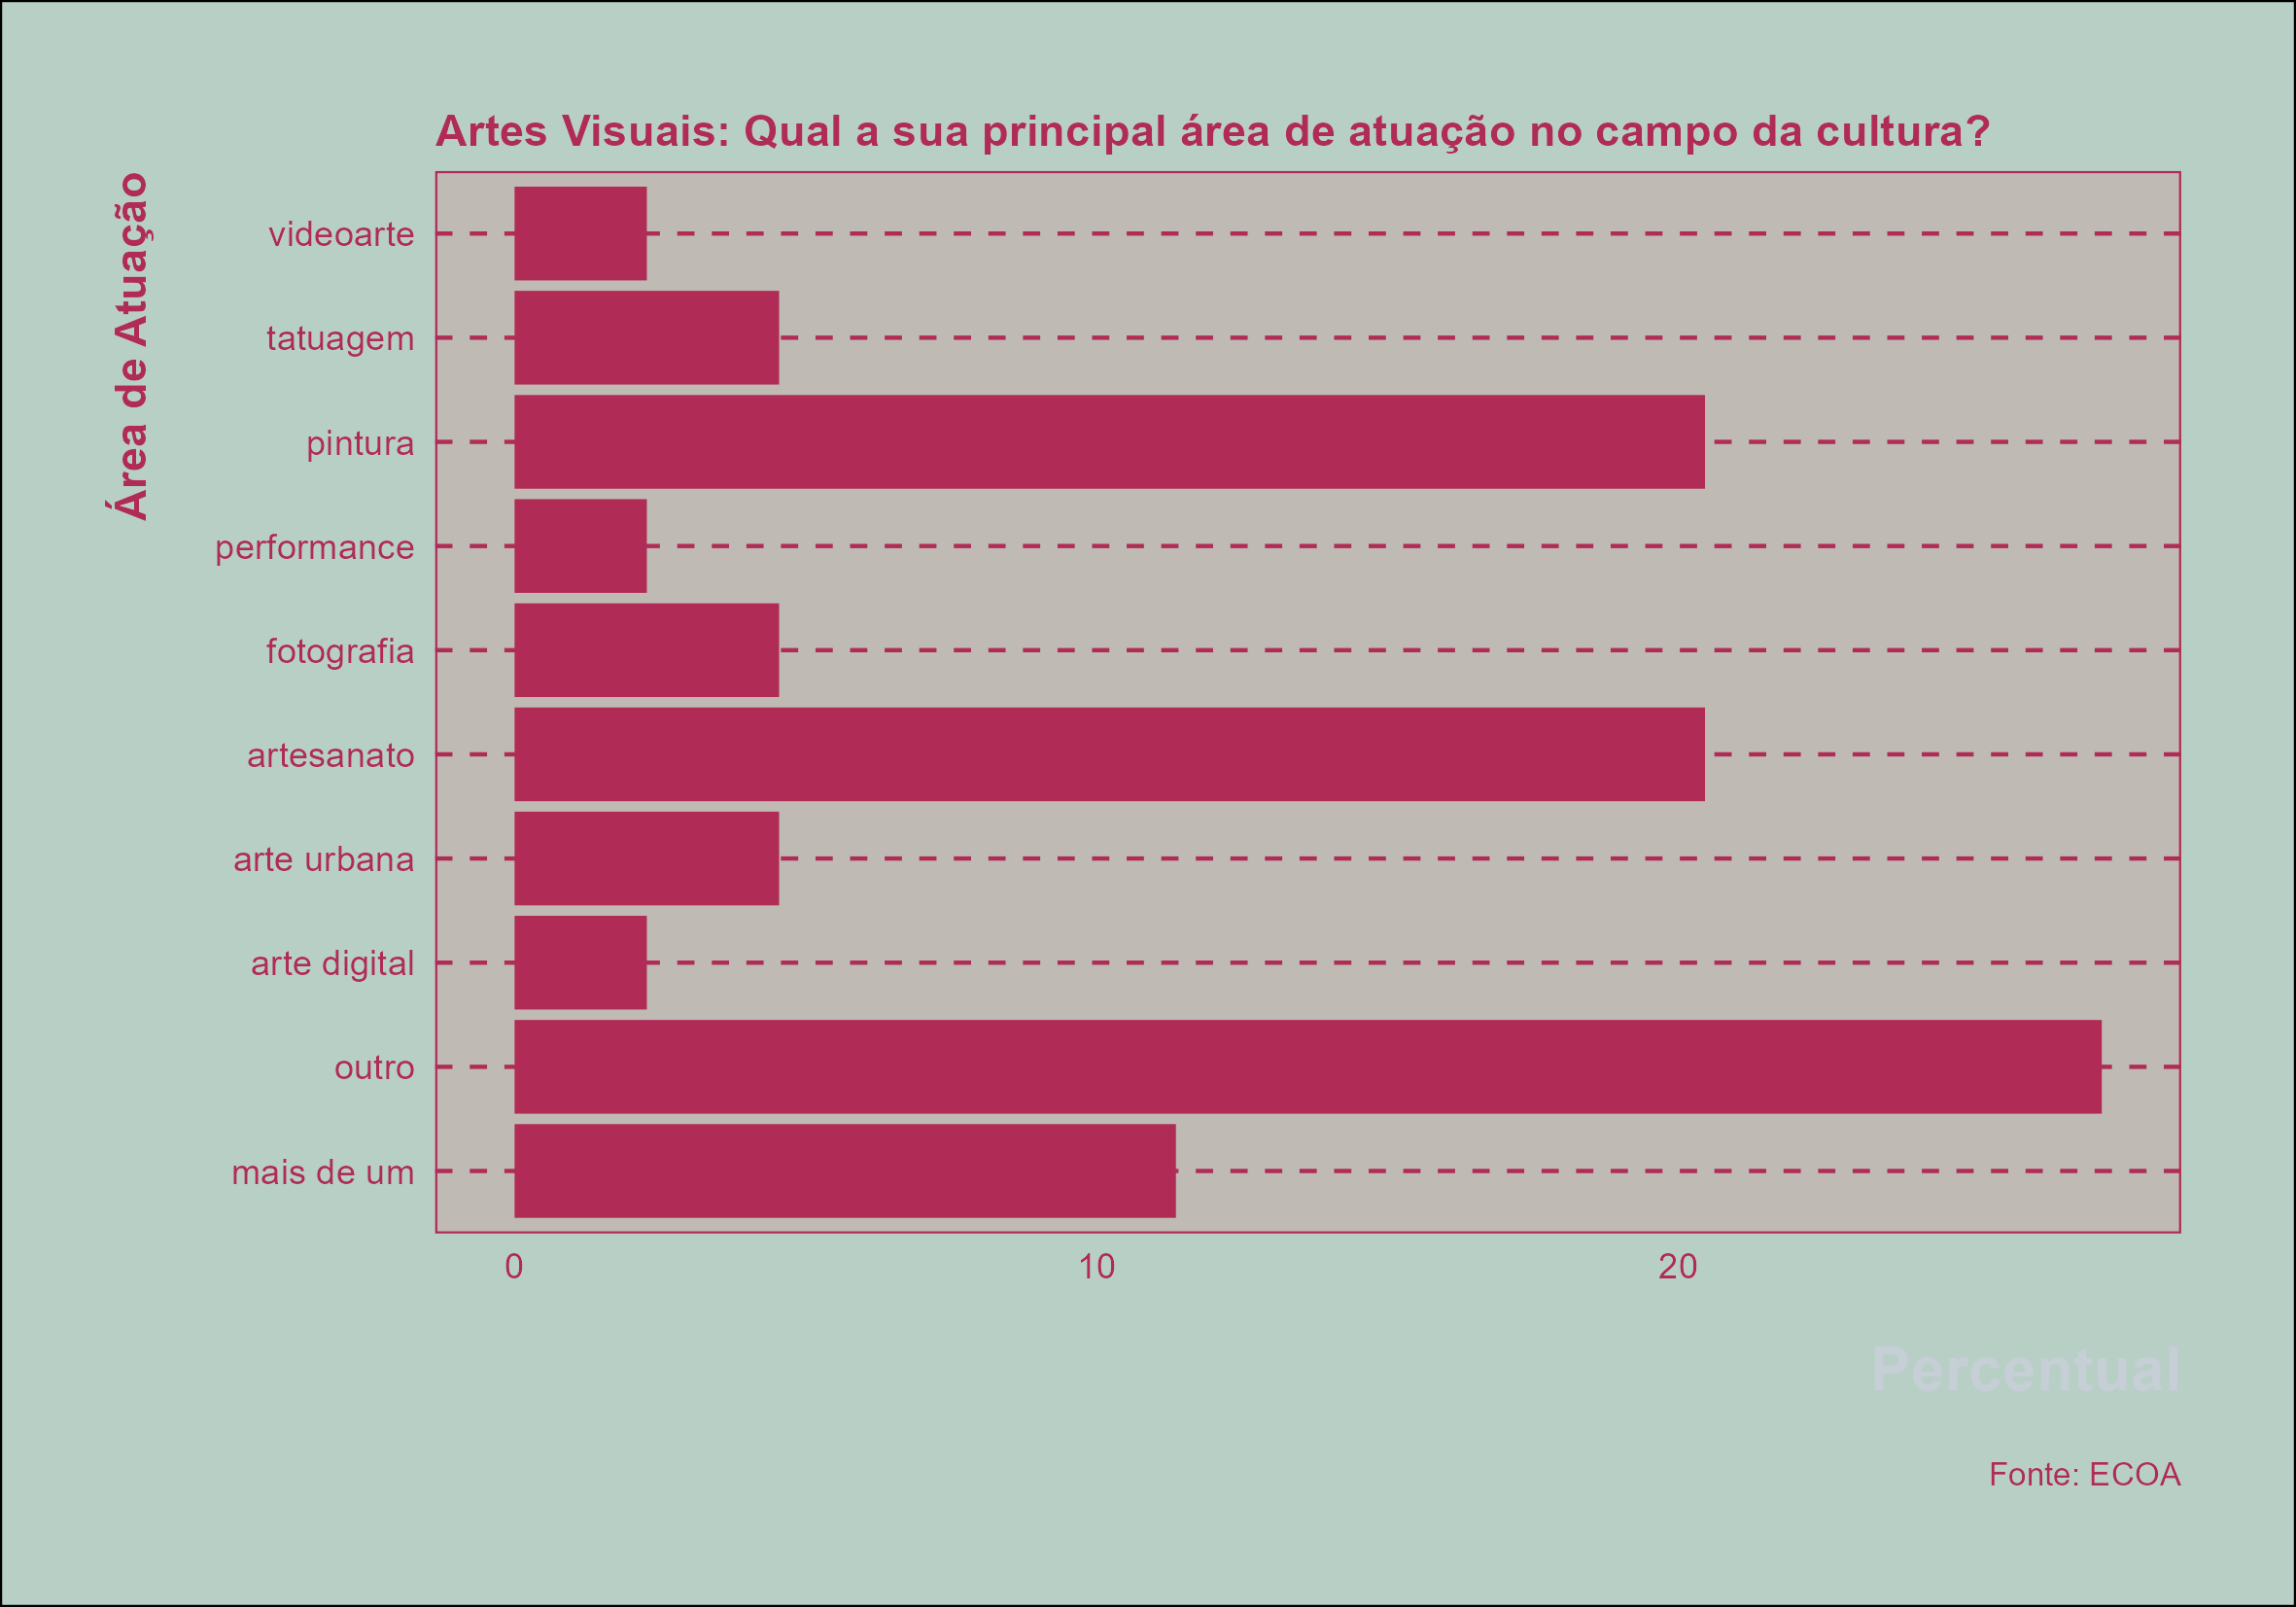 Artes Visuais: Qual a sua principal área de atuação no campo da cultura?
Área de Atuação
videoarte
tatuagem
pintura
performance
fotografia
artesanato
arte urbana
arte digital
outro
mais de um
0 10 20
Percentual
Fonte: ECOA